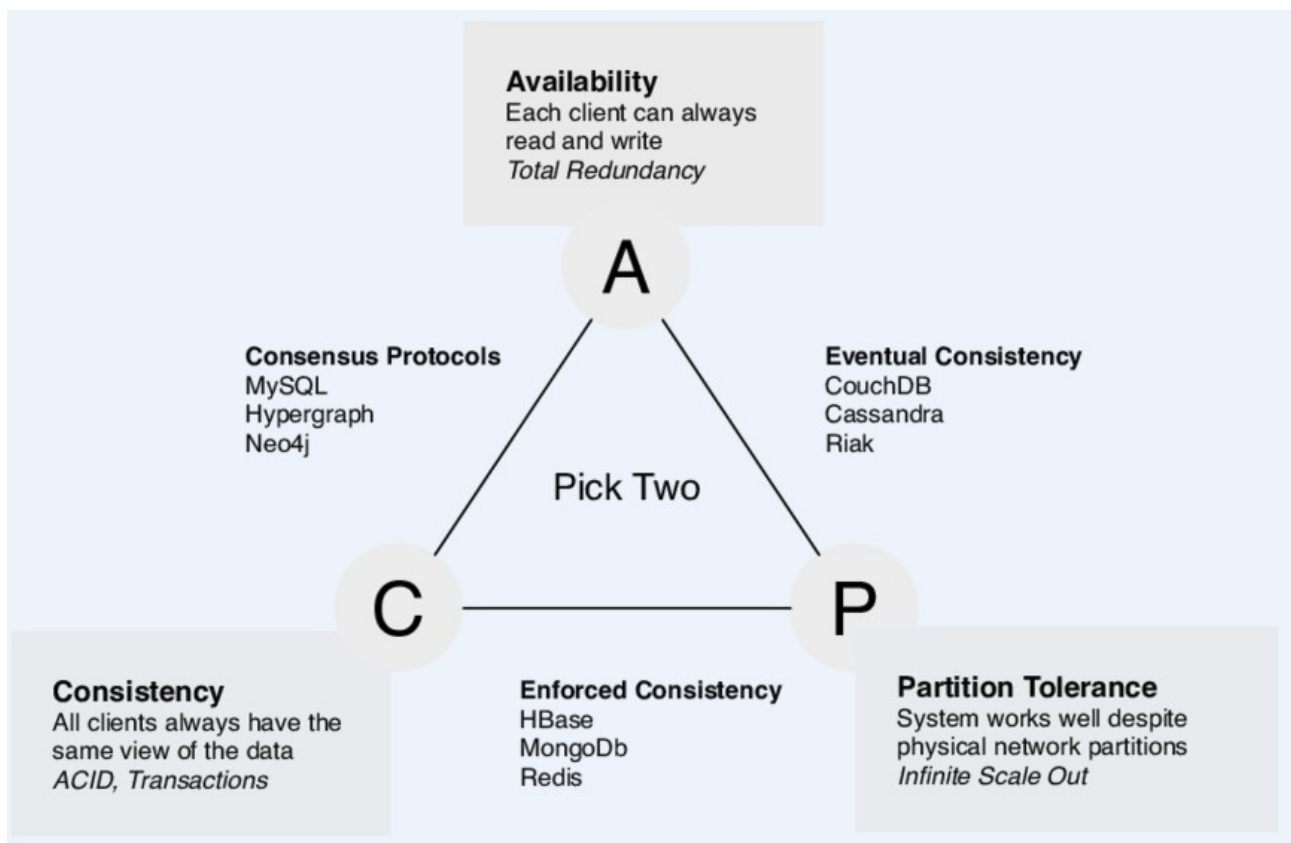 Availability
Each client can always
read and write
Total Redundancy
A
Consensus Protocols
MySQL
Hypergraph
Neo4j
Eventual Consistency
CouchDB
Cassandra
Riak
Pick Two
C
P
Consistency
All clients always have the
same view of the data
ACID, Transactions
Enforced Consistency
HBase
MongoDb
Redis
Partition Tolerance
System works well despite
physical network partitions
Infinite Scale Out